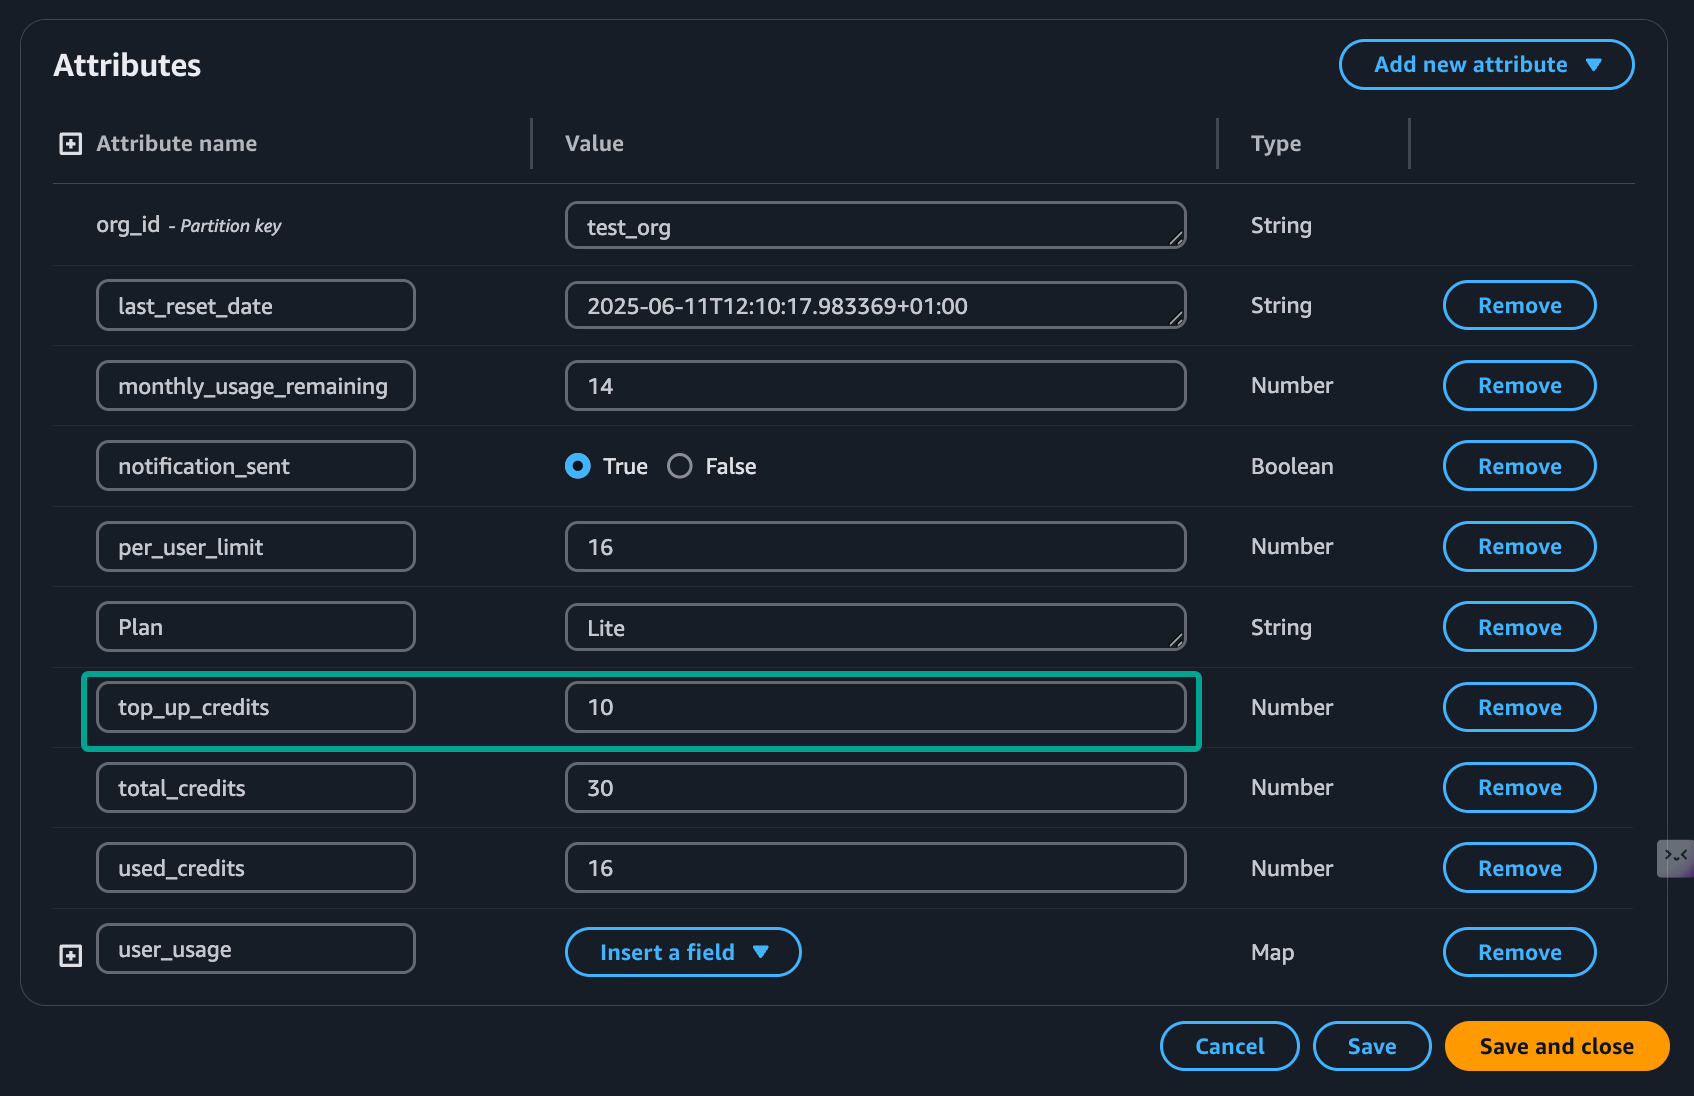 Attributes
Add new attribute
Attribute name Value Type
org_id - Partition key test_org String
last_reset_date 2025-06-11T12:10:17.983369+01:00 String Remove
monthly_usage_remaining 14 Number Remove
notification_sent True False Boolean Remove
per_user_limit 16 Number Remove
Plan Lite String Remove
top_up_credits 10 Number Remove
total_credits 30 Number Remove
used_credits 16 Number Remove
user_usage Insert a field Map Remove
Cancel Save Save and close